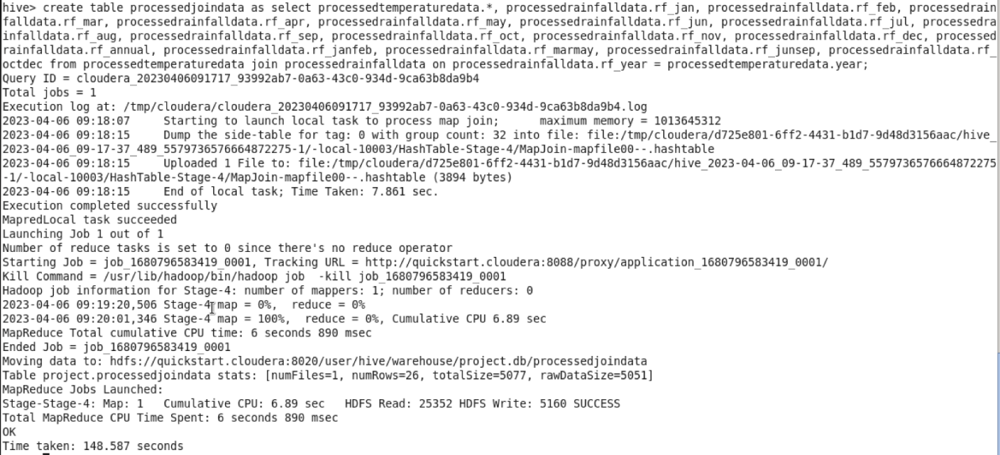 hive> create table processedjoindata as select processedtemperaturedata.*, processedrainfalldata.rf_jan, processedrainfalldata.rf_feb, processedrain
falldata.rf_mar, processedrainfalldata.rf_apr, processedrainfalldata.rf_may, processedrainfalldata.rf_jun, processedrainfalldata.rf_jul, processedra
infalldata.rf_aug, processedrainfalldata.rf_sep, processedrainfalldata.rf_oct, processedrainfalldata.rf_nov, processedrainfalldata.rf_dec, processed
rainfalldata.rf_annual, processedrainfalldata.rf_janfeb, processedrainfalldata.rf_marmay, processedrainfalldata.rf_junsep, processedrainfalldata.rf_
octdec from processedtemperaturedata join processedrainfalldata on processedrainfalldata.rf_year = processedtemperaturedata.year;
Query ID = cloudera_20230406091717_93992ab7-0a63-43c0-934d-9ca63b8da9b4
Total jobs = 1
Execution log at: /tmp/cloudera/cloudera_20230406091717_93992ab7-0a63-43c0-934d-9ca63b8da9b4.log
2023-04-06 09:18:07	Starting to launch local task to process map join;	maximum memory = 1013645312
2023-04-06 09:18:15	Dump the side-table for tag: 0 with group count: 32 into file: file:/tmp/cloudera/d725e801-6ff2-4431-b1d7-9d48d3156aac/hive_
2023-04-06_09-17-37_489_5579736576664872275-1/-local-10003/HashTable-Stage-4/MapJoin-mapfile00--.hashtable
2023-04-06 09:18:15	Uploaded 1 File to: file:/tmp/cloudera/d725e801-6ff2-4431-b1d7-9d48d3156aac/hive_2023-04-06_09-17-37_489_5579736576664872275
-1/-local-10003/HashTable-Stage-4/MapJoin-mapfile00--.hashtable (3894 bytes)
2023-04-06 09:18:15	End of local task; Time Taken: 7.861 sec.
Execution completed successfully
MapredLocal task succeeded
Launching Job 1 out of 1
Number of reduce tasks is set to 0 since there's no reduce operator
Starting Job = job_1680796583419_0001, Tracking URL = http://quickstart.cloudera:8088/proxy/application_1680796583419_0001/
Kill Command = /usr/lib/hadoop/bin/hadoop job  -kill job_1680796583419_0001
Hadoop job information for Stage-4: number of mappers: 1; number of reducers: 0
2023-04-06 09:19:20,506 Stage-4 map = 0%,  reduce = 0%
2023-04-06 09:20:01,346 Stage-4 map = 100%,  reduce = 0%, Cumulative CPU 6.89 sec
MapReduce Total cumulative CPU time: 6 seconds 890 msec
Ended Job = job_1680796583419_0001
Moving data to: hdfs://quickstart.cloudera:8020/user/hive/warehouse/project.db/processedjoindata
Table project.processedjoindata stats: [numFiles=1, numRows=26, totalSize=5077, rawDataSize=5051]
MapReduce Jobs Launched:
Stage-Stage-4: Map: 1   Cumulative CPU: 6.89 sec   HDFS Read: 25352 HDFS Write: 5160 SUCCESS
Total MapReduce CPU Time Spent: 6 seconds 890 msec
OK
Time taken: 148.587 seconds